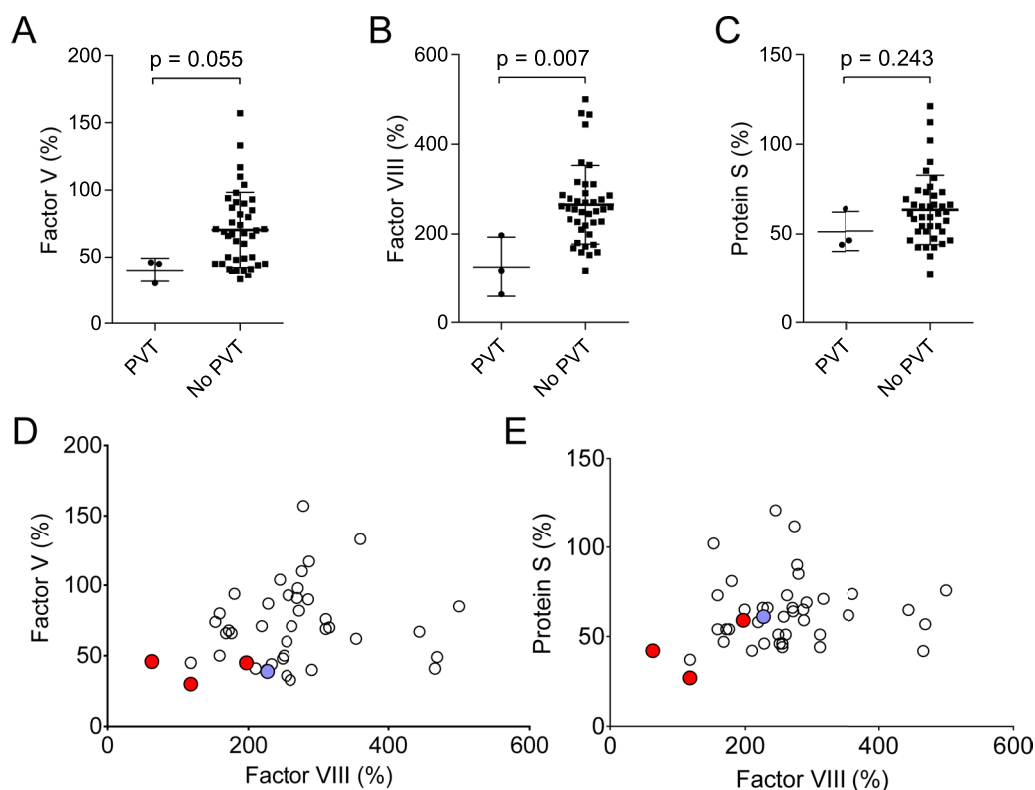 A
B
C
p = 0.055
p = 0.007
p = 0.243
Factor V (%)
200
150
100
50
0
PVT
No PVT
Factor VIII (%)
600
400
200
0
PVT
No PVT
Protein S (%)
150
100
50
0
PVT
No PVT
D
E
Factor V (%)
200
150
100
50
0
0
200
400
600
Factor VIII (%)
Protein S (%)
150
100
50
0
0
200
400
600
Factor VIII (%)